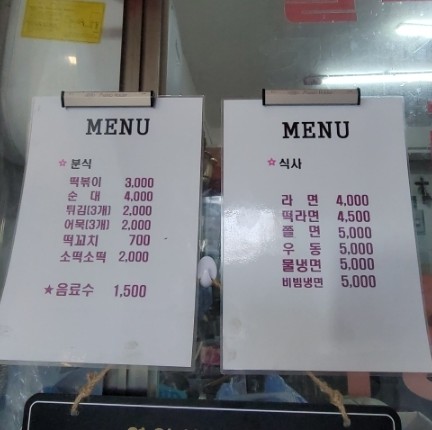 MENU
☆ 분식
떡볶이 3,000
순 대 4,000
튀김(3개) 2,000
어묵(3개) 2,000
떡꼬치 700
소떡소떡 2,000
★음료수 1,500
MENU
☆ 식사
라 면 4,000
떡라면 4,500
쫄 면 5,000
우 동 5,000
물냉면 5,000
비빔냉면 5,000